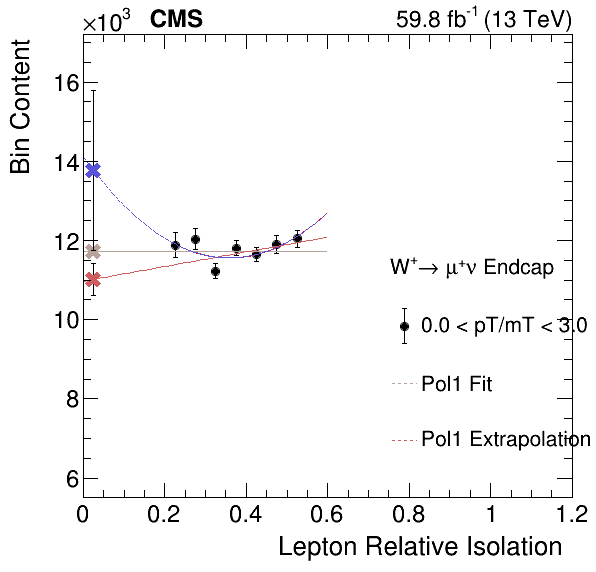 ×10³ CMS 59.8 fb⁻¹ (13 TeV)
Bin Content
16
14
12
10
8
6
W⁺→ μ⁺ν Endcap
0.0 < pT/mT < 3.0
Pol1 Fit
Pol1 Extrapolation
0 0.2 0.4 0.6 0.8 1 1.2
Lepton Relative Isolation